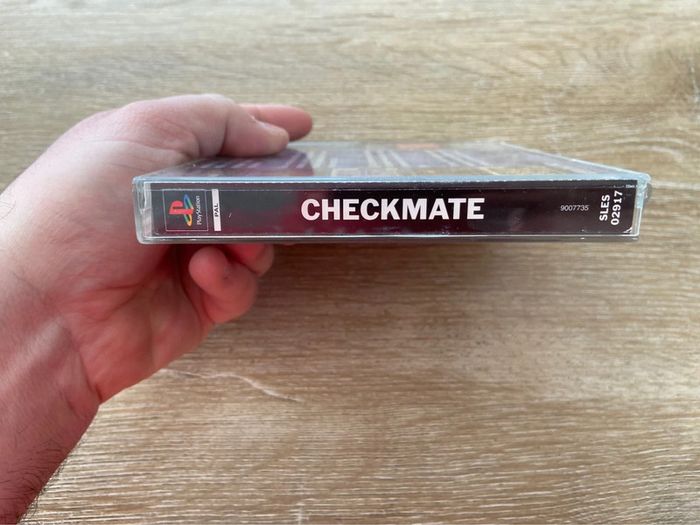 PlayStation
PAL
CHECKMATE
9007735
SLES
02917